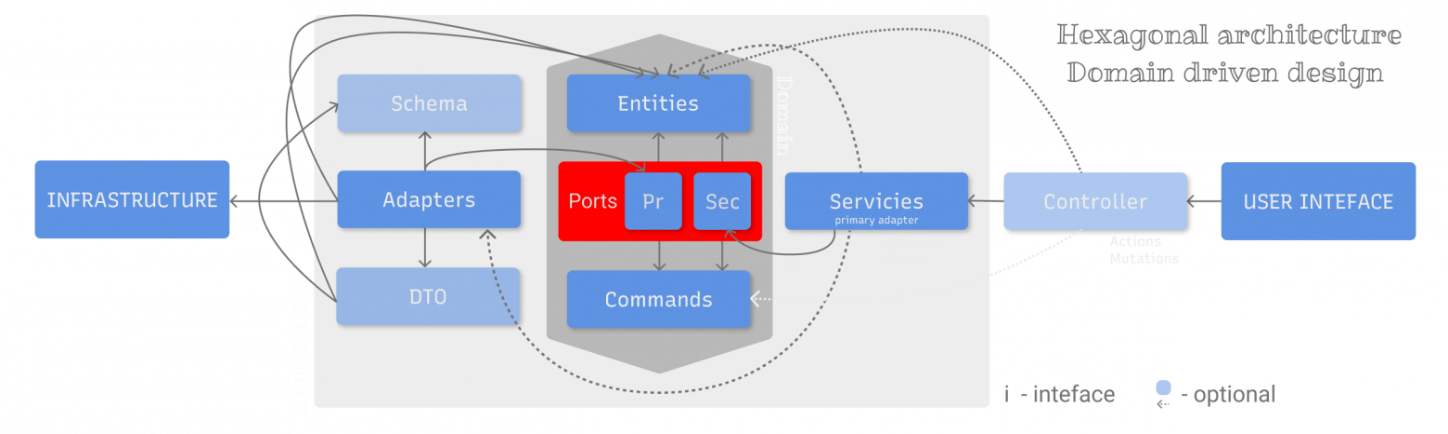 Hexagonal architecture
Domain driven design
Schema
Entities
Domain
INFRASTRUCTURE
Adapters
Ports
Pr
Sec
Servicies
primary adapter
Controller
USER INTEFACE
Actions
Mutations
DTO
Commands
i - inteface
- optional